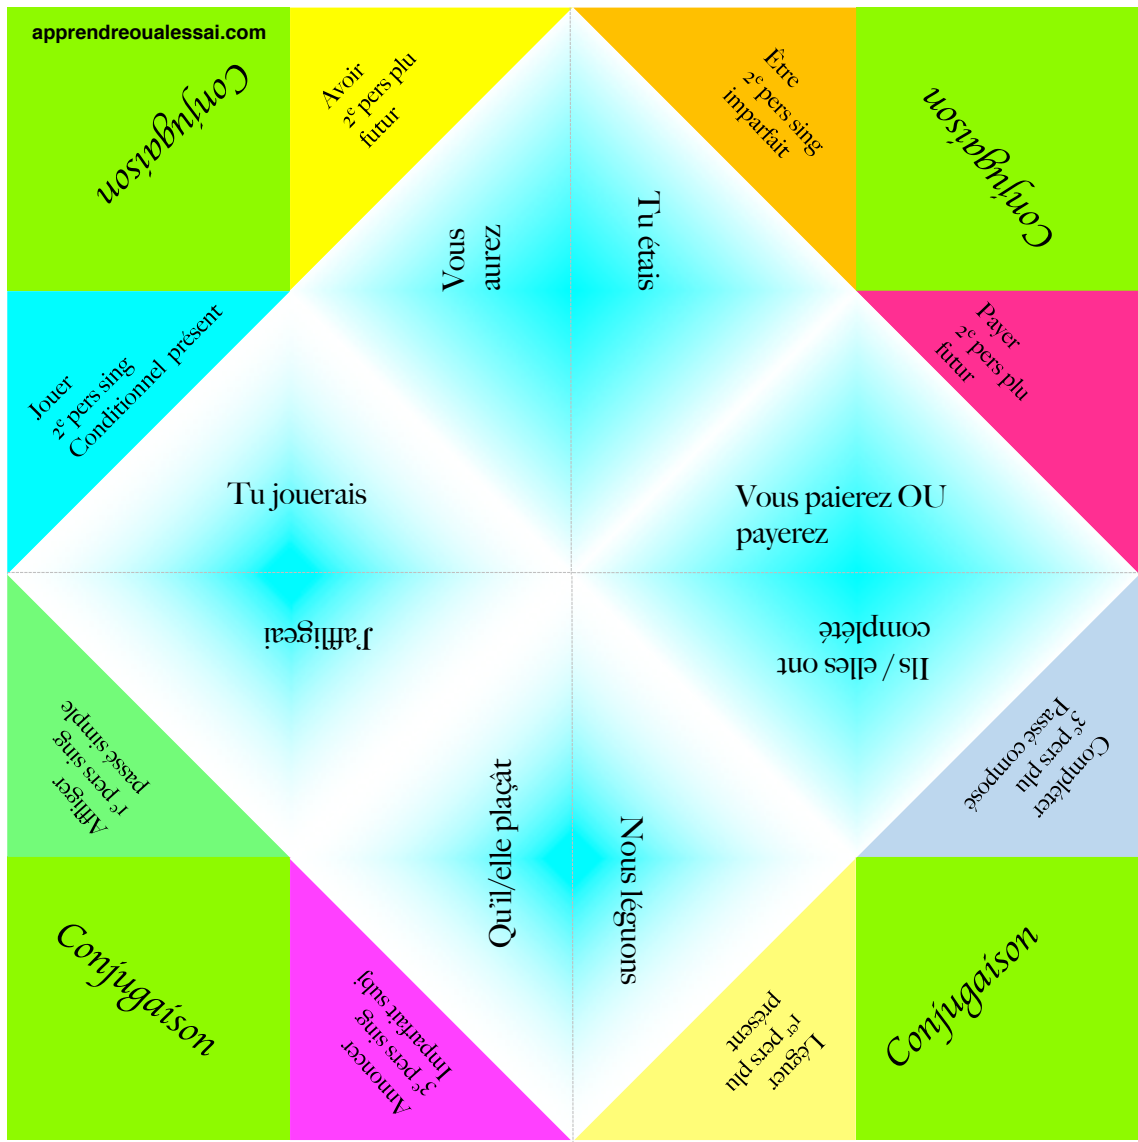 apprendreoualessai.com
Conjugaison
Avoir
2e pers plu
futur
Être
2e pers sing
imparfait
Conjugaison
Vous
aurez
Tu étais
Jouer
2e pers sing
Conditionnel présent
Payer
2e pers plu
futur
Tu jouerais
Vous paierez OU
payerez
J'affligeai
Ils/elles ont
complété
Affliger
1e pers sing
passé simple
Compléter
3e pers plu
Passé composé
Qu'il/elle plaçât
Nous léguons
Conjugaison
Annoncer
3e pers sing
Imparfait subj
Léguer
1er pers plu
présent
Conjugaison